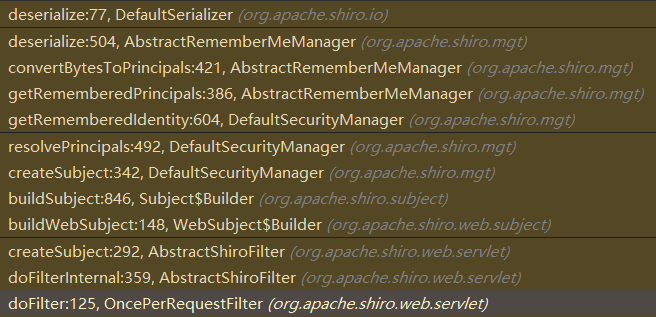 deserialize:77, DefaultSerializer (org.apache.shiro.io)
deserialize:504, AbstractRememberMeManager (org.apache.shiro.mgt)
convertBytesToPrincipals:421, AbstractRememberMeManager (org.apache.shiro.mgt)
getRememberedPrincipals:386, AbstractRememberMeManager (org.apache.shiro.mgt)
getRememberedIdentity:604, DefaultSecurityManager (org.apache.shiro.mgt)
resolvePrincipals:492, DefaultSecurityManager (org.apache.shiro.mgt)
createSubject:342, DefaultSecurityManager (org.apache.shiro.mgt)
buildSubject:846, Subject$Builder (org.apache.shiro.subject)
buildWebSubject:148, WebSubject$Builder (org.apache.shiro.web.subject)
createSubject:292, AbstractShiroFilter (org.apache.shiro.web.servlet)
doFilterInternal:359, AbstractShiroFilter (org.apache.shiro.web.servlet)
doFilter:125, OncePerRequestFilter (org.apache.shiro.web.servlet)